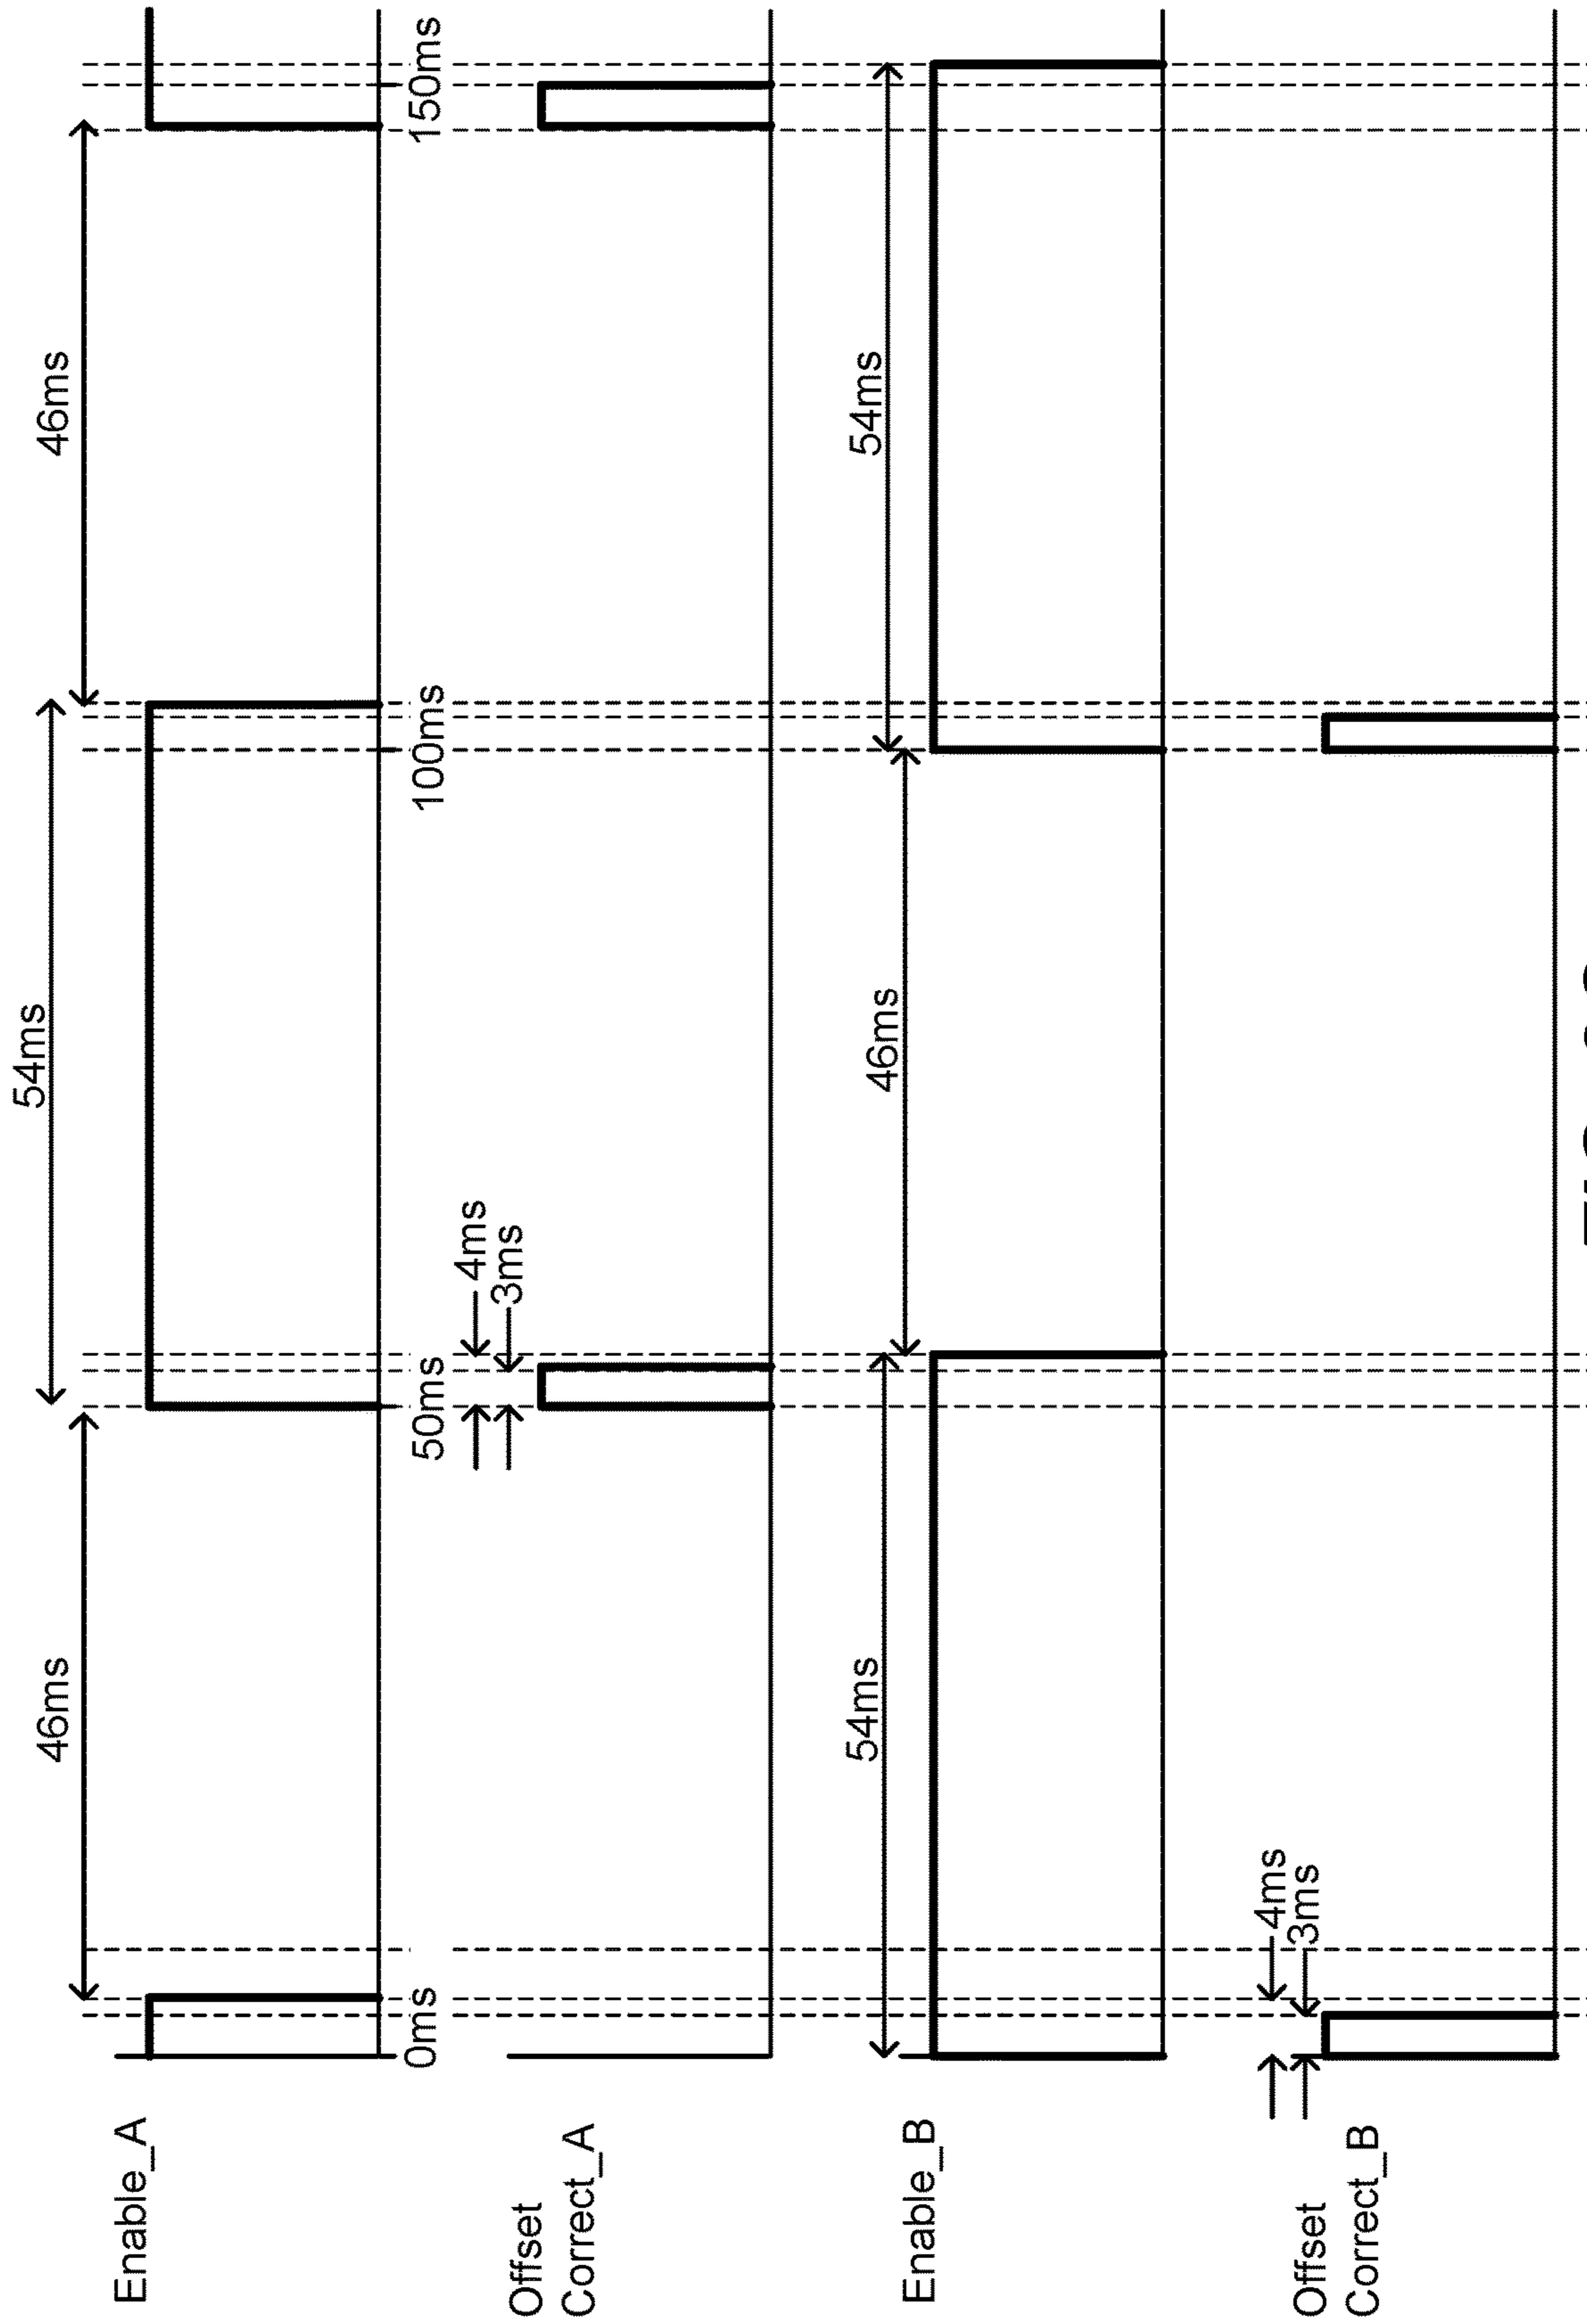 54ms
46ms
46ms
Enable_A
0ms
50ms
100ms
150ms
4ms
3ms
Offset
Correct_A
54ms
46ms
54ms
Enable_B
4ms
3ms
Offset
Correct_B